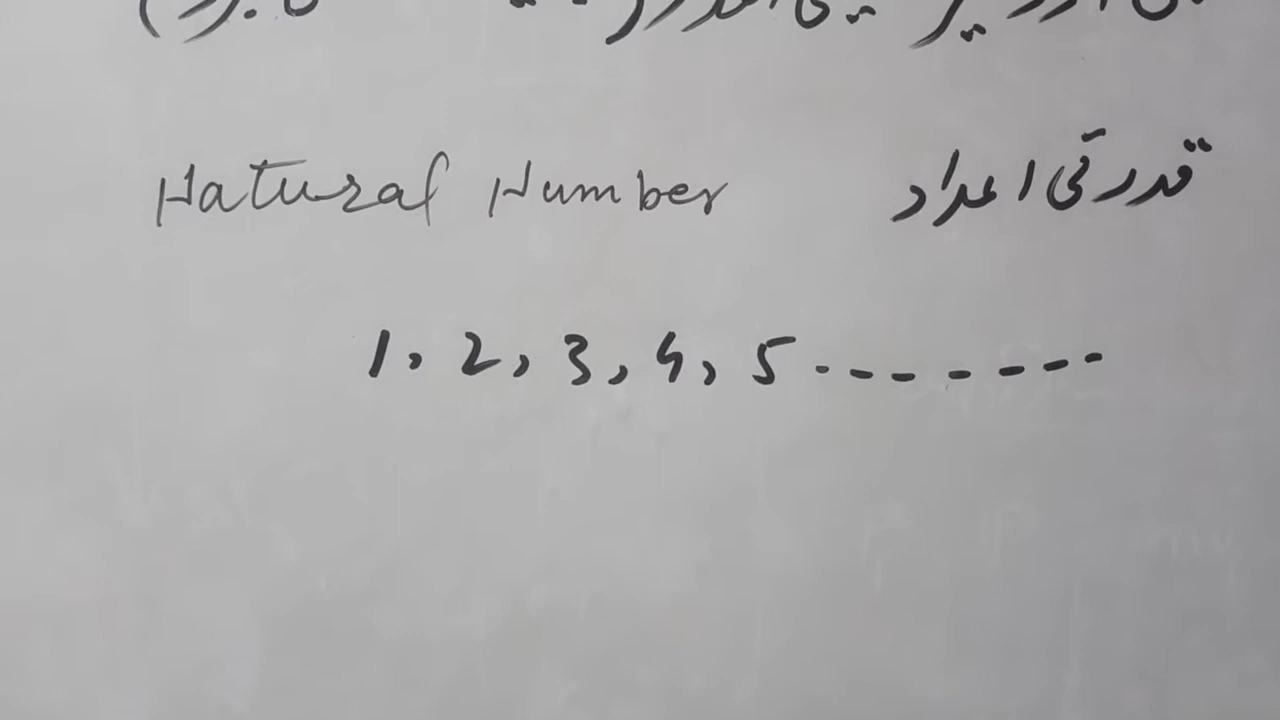 Natural Number قدرتی اعداد
1, 2, 3, 4, 5 - - - - - - -